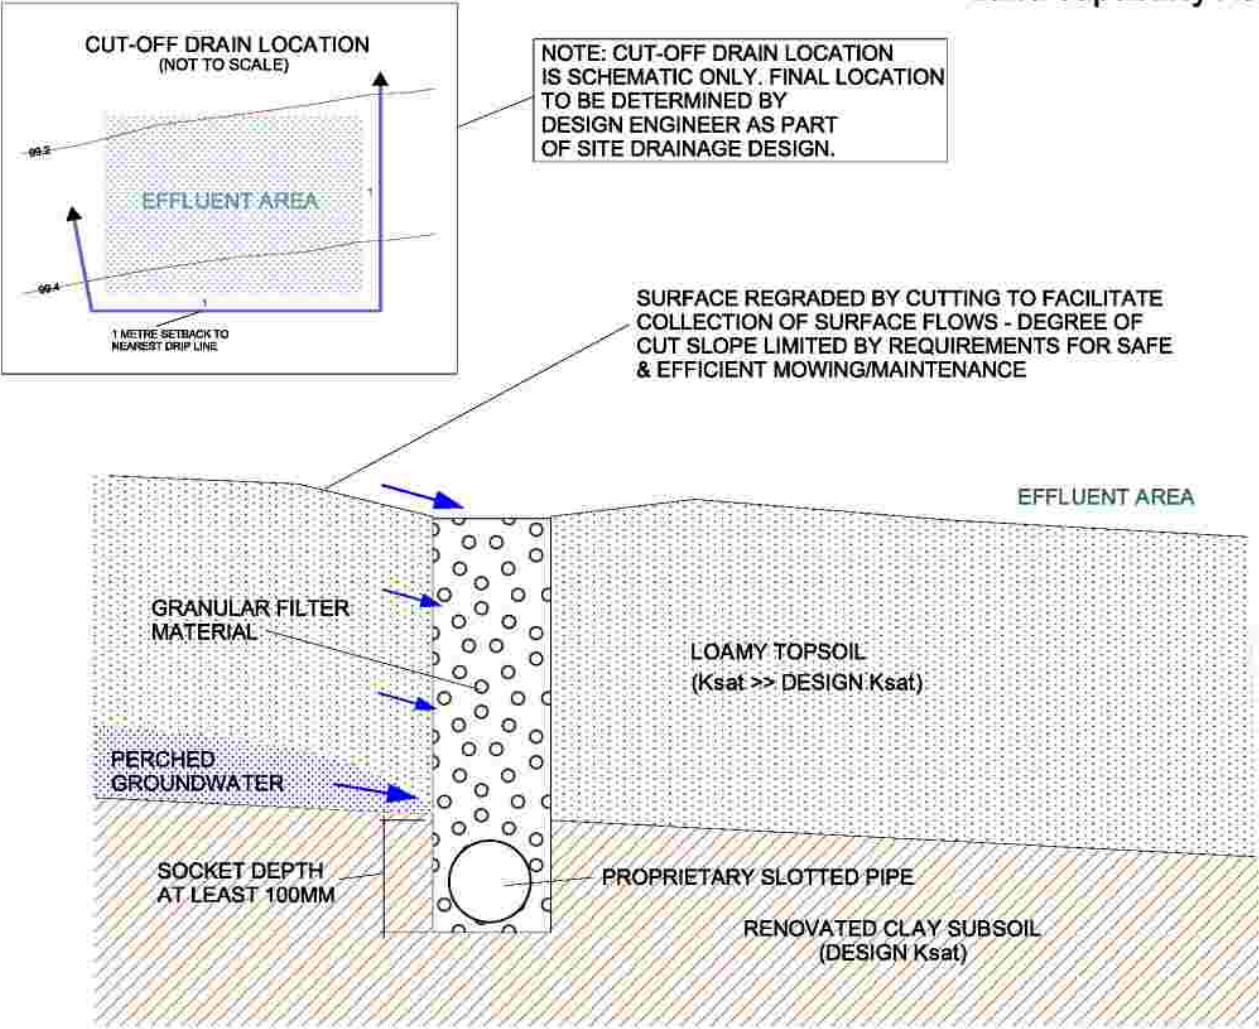 CUT-OFF DRAIN LOCATION
(NOT TO SCALE)
99.2
EFFLUENT AREA
1
99.4
1
1 METRE SETBACK TO
NEAREST DRIP LINE
NOTE: CUT-OFF DRAIN LOCATION
IS SCHEMATIC ONLY. FINAL LOCATION
TO BE DETERMINED BY
DESIGN ENGINEER AS PART
OF SITE DRAINAGE DESIGN.
SURFACE REGRADED BY CUTTING TO FACILITATE
COLLECTION OF SURFACE FLOWS - DEGREE OF
CUT SLOPE LIMITED BY REQUIREMENTS FOR SAFE
& EFFICIENT MOWING/MAINTENANCE
EFFLUENT AREA
GRANULAR FILTER
MATERIAL
LOAMY TOPSOIL
(Ksat >> DESIGN Ksat)
PERCHED
GROUNDWATER
SOCKET DEPTH
AT LEAST 100MM
PROPRIETARY SLOTTED PIPE
RENOVATED CLAY SUBSOIL
(DESIGN Ksat)